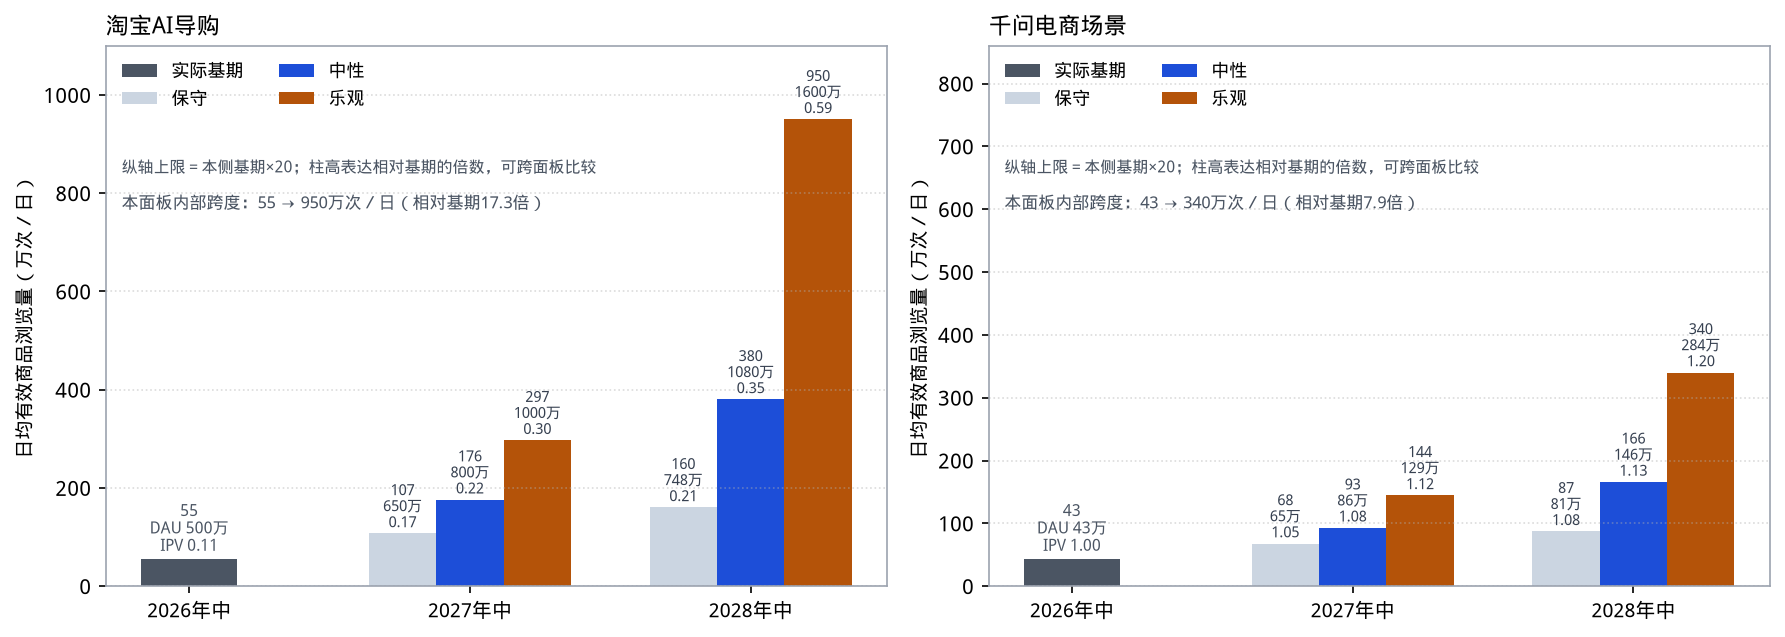 淘宝AI导购
实际基期
保守
中性
乐观
纵轴上限 = 本侧基期×20；柱高表达相对基期的倍数，可跨面板比较
本面板内部跨度：55 → 950万次 / 日（相对基期17.3倍）
日均有效商品浏览量（万次 / 日）
1000
800
600
400
200
0
55
DAU 500万
IPV 0.11
107
650万
0.17
176
800万
0.22
297
1000万
0.30
160
748万
0.21
380
1080万
0.35
950
1600万
0.59
2026年中
2027年中
2028年中
千问电商场景
实际基期
保守
中性
乐观
纵轴上限 = 本侧基期×20；柱高表达相对基期的倍数，可跨面板比较
本面板内部跨度：43 → 340万次 / 日（相对基期7.9倍）
日均有效商品浏览量（万次 / 日）
800
700
600
500
400
300
200
100
0
43
DAU 43万
IPV 1.00
68
65万
1.05
93
86万
1.08
144
129万
1.12
87
81万
1.08
166
146万
1.13
340
284万
1.20
2026年中
2027年中
2028年中